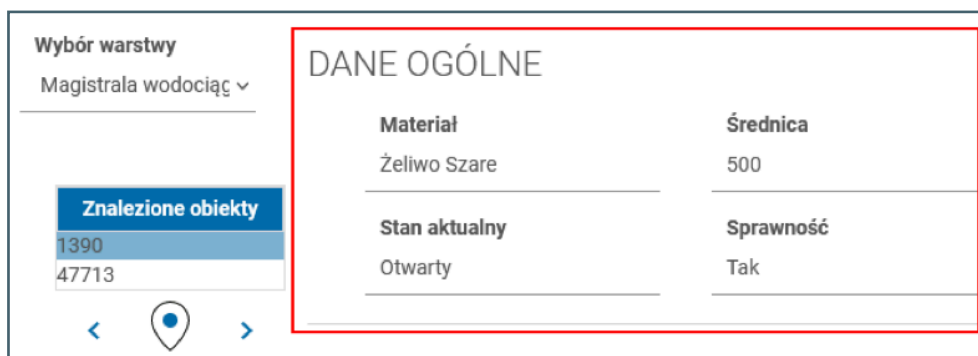 Wybór warstwy
Magistrala wodociąg
Znalezione obiekty
1390
47713
DANE OGÓLNE
Materiał
Żeliwo Szare
Średnica
500
Stan aktualny
Otwarty
Sprawność
Tak